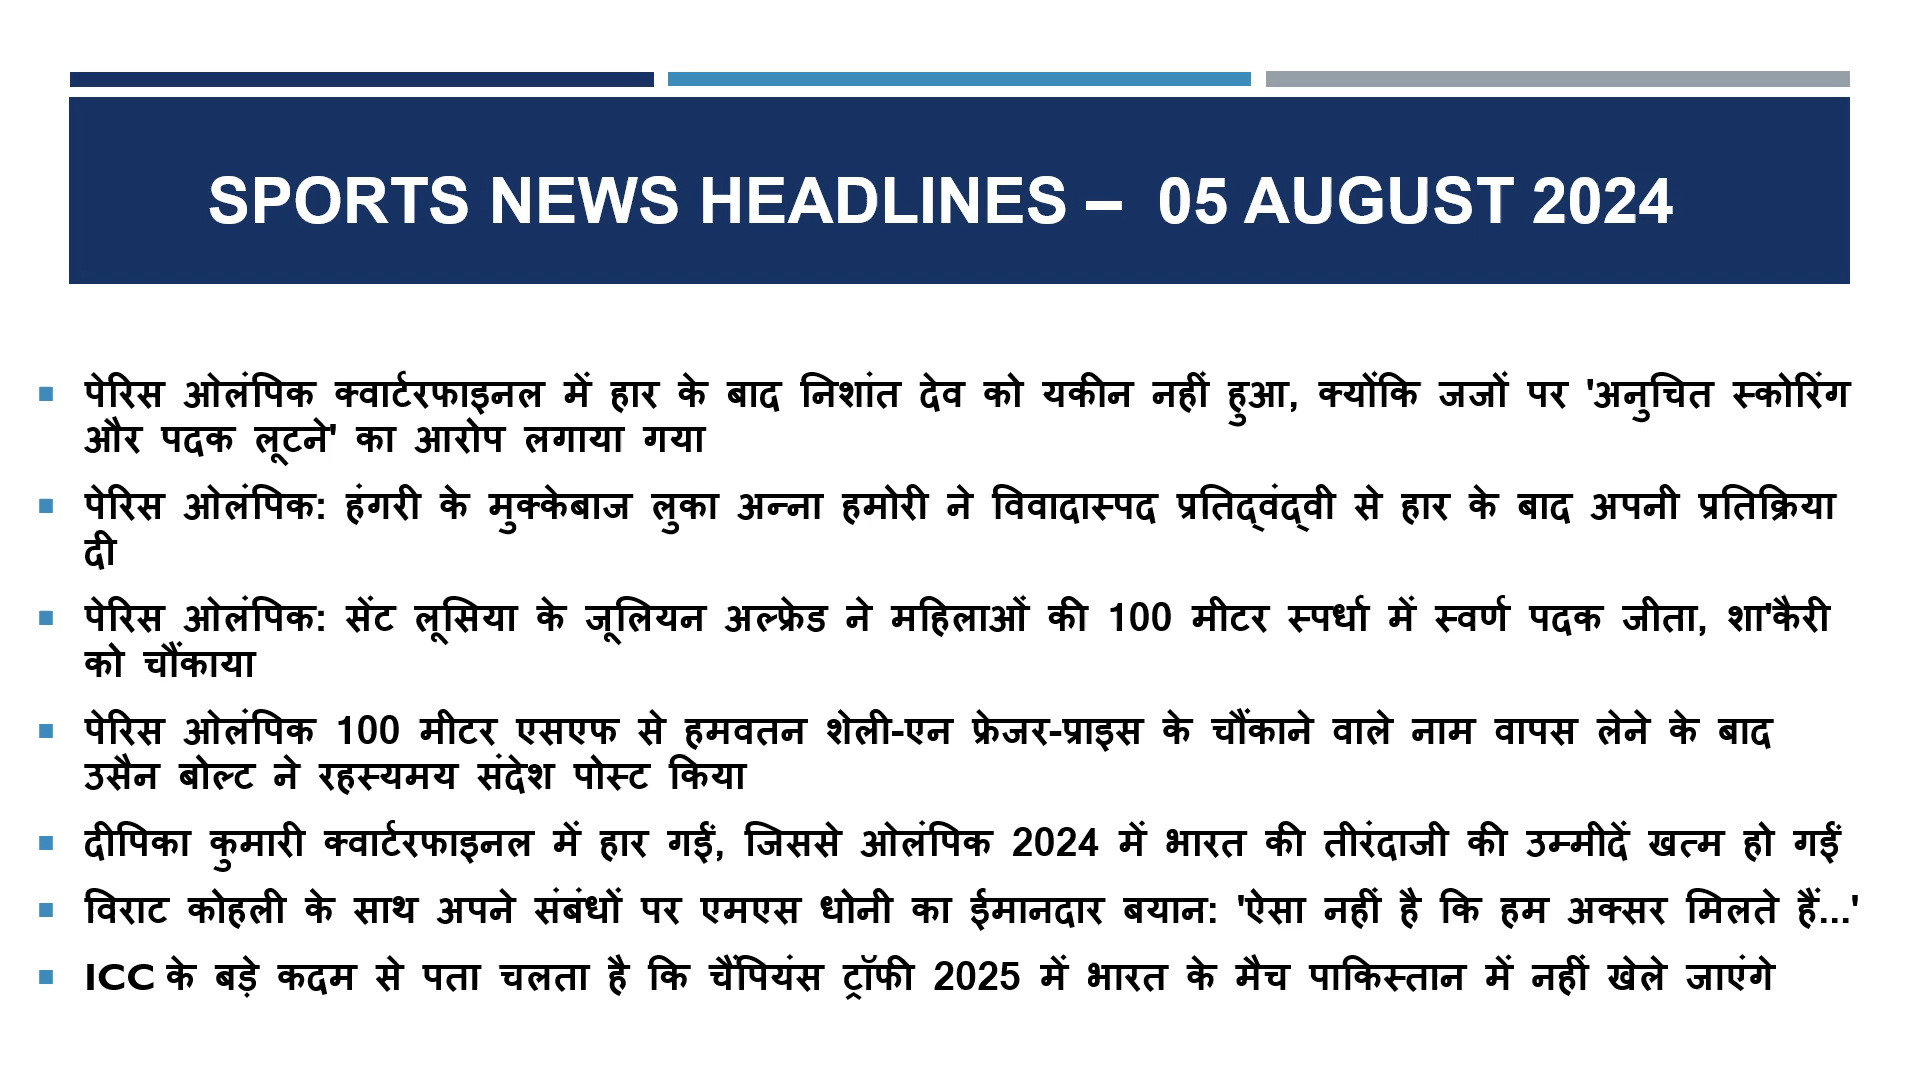 SPORTS NEWS HEADLINES – 05 AUGUST 2024
पेरिस ओलंपिक क्वार्टरफाइनल में हार के बाद निशांत देव को यकीन नहीं हुआ, क्योंकि जजों पर 'अनुचित स्कोरिंग
और पदक लूटने' का आरोप लगाया गया
पेरिस ओलंपिक: हंगरी के मुक्केबाज लुका अन्ना हमोरी ने विवादास्पद प्रतिद्वंद्वी से हार के बाद अपनी प्रतिक्रिया
दी
पेरिस ओलंपिक: सेंट लूसिया के जूलियन अल्फ्रेड ने महिलाओं की 100 मीटर स्पर्धा में स्वर्ण पदक जीता, शा'कैरी
को चौंकाया
पेरिस ओलंपिक 100 मीटर एसएफ से हमवतन शेली-एन फ्रेजर-प्राइस के चौंकाने वाले नाम वापस लेने के बाद
उसैन बोल्ट ने रहस्यमय संदेश पोस्ट किया
दीपिका कुमारी क्वार्टरफाइनल में हार गईं, जिससे ओलंपिक 2024 में भारत की तीरंदाजी की उम्मीदें खत्म हो गईं
विराट कोहली के साथ अपने संबंधों पर एमएस धोनी का ईमानदार बयान: 'ऐसा नहीं है कि हम अक्सर मिलते हैं...'
ICC के बड़े कदम से पता चलता है कि चैंपियंस ट्रॉफी 2025 में भारत के मैच पाकिस्तान में नहीं खेले जाएंगे